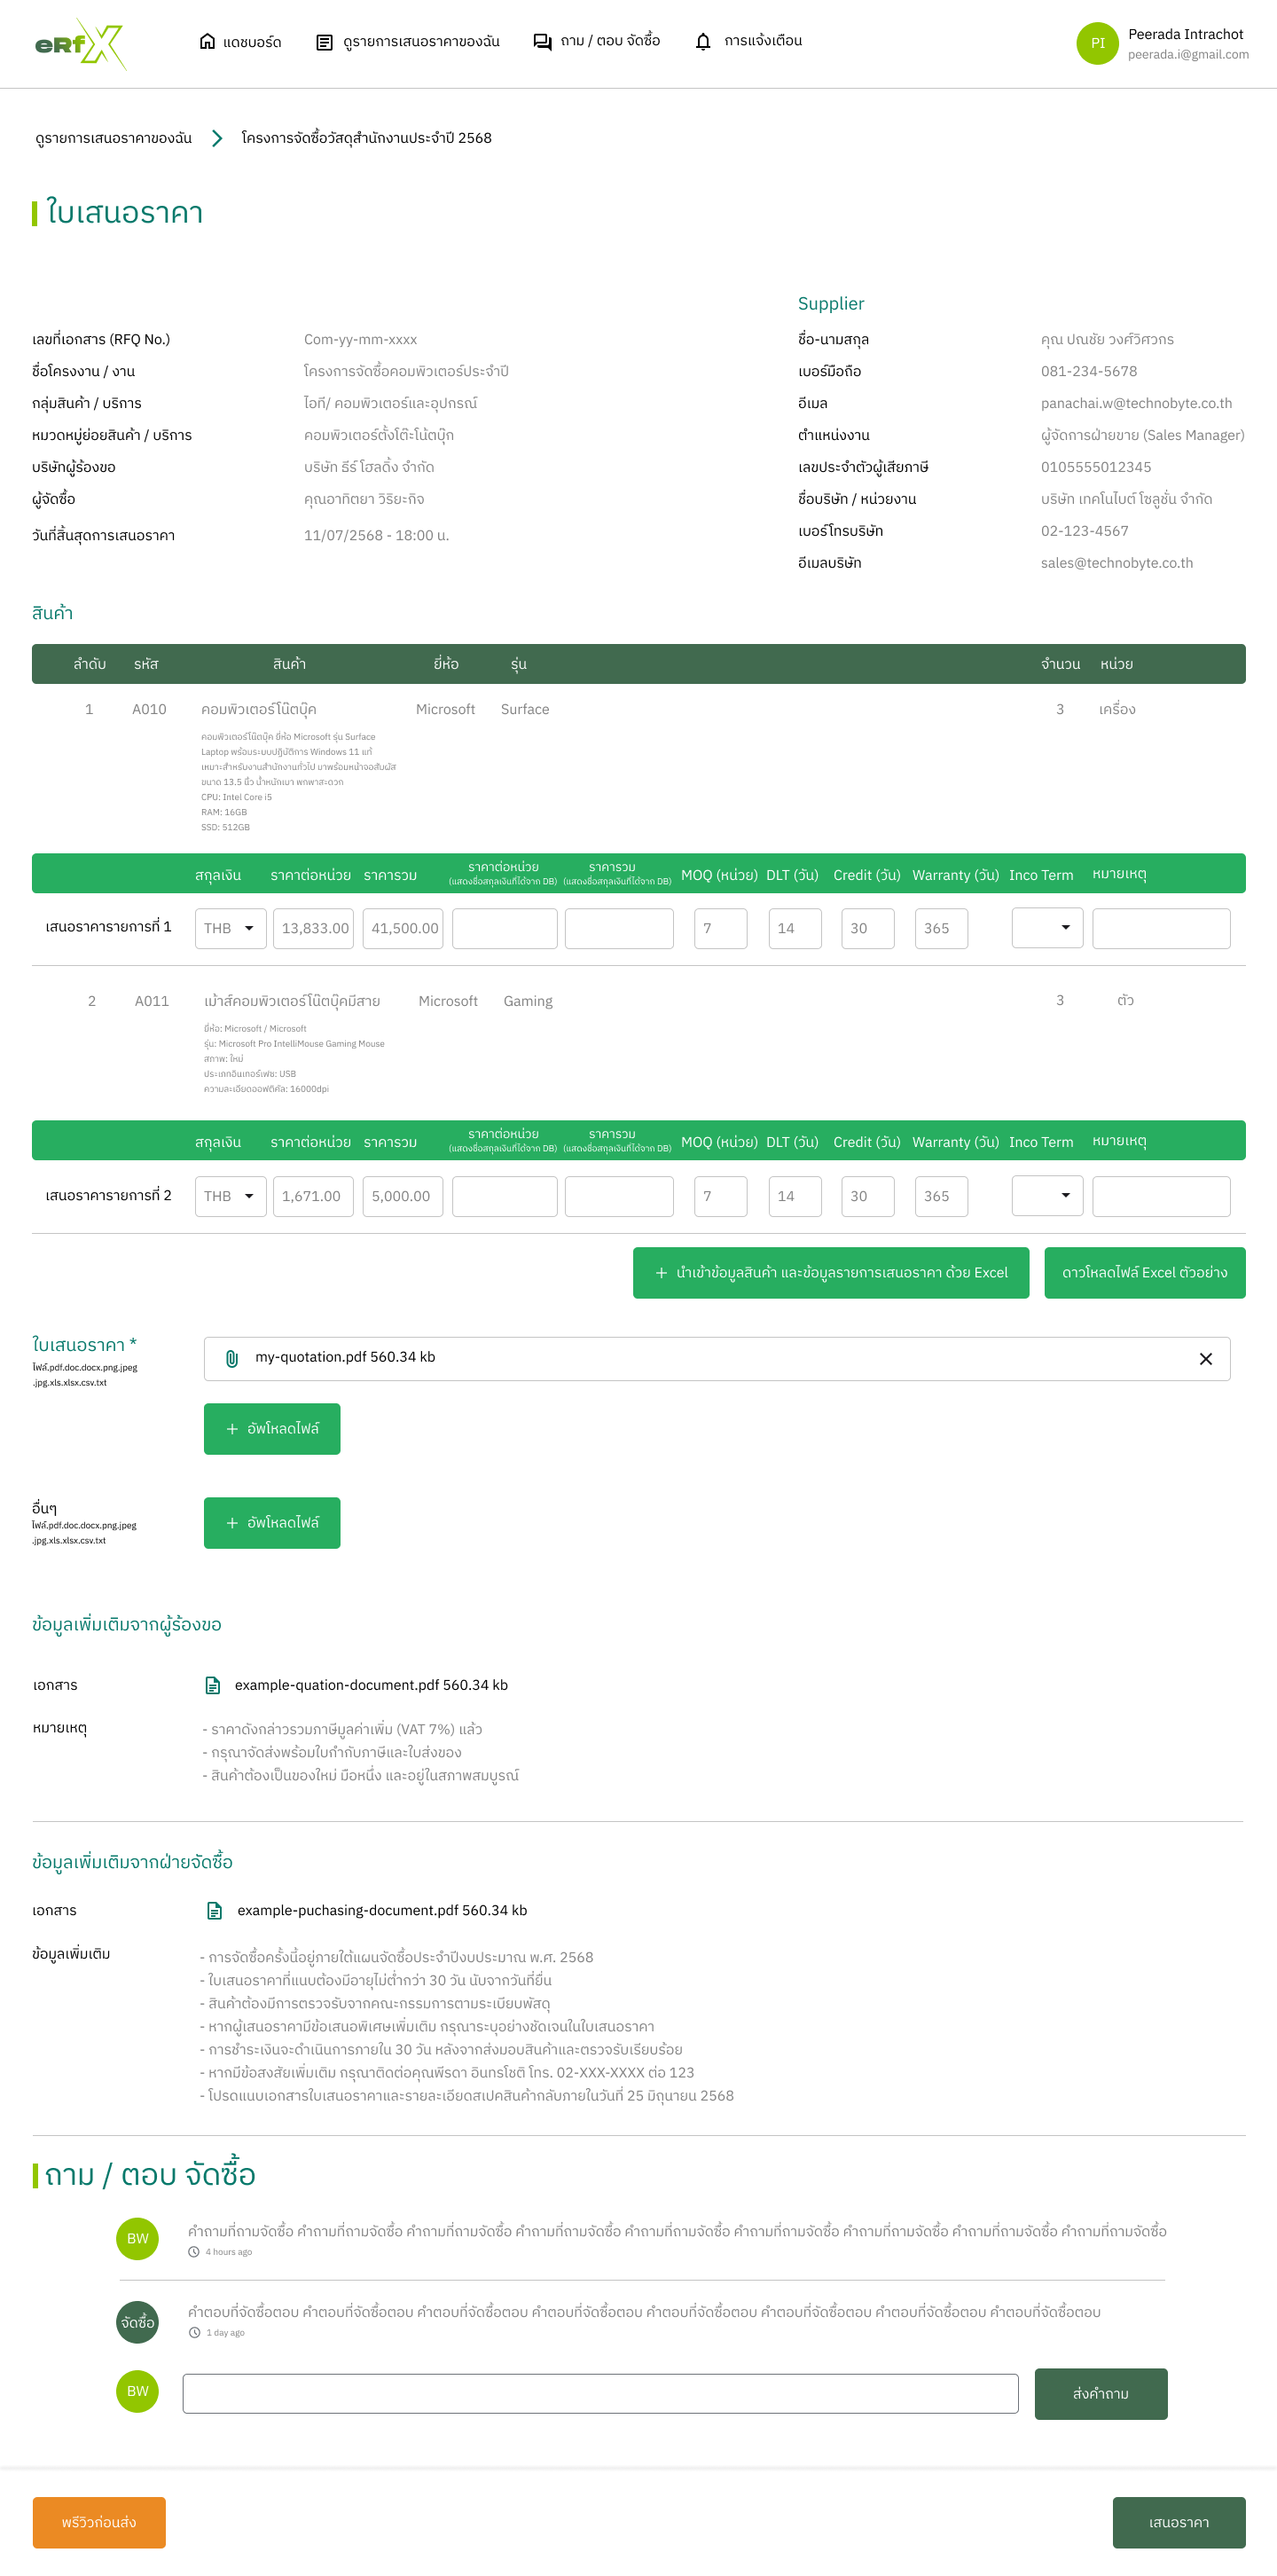 eRfX
แดชบอร์ด
ดูรายการเสนอราคาของฉัน
ถาม / ตอบ จัดซื้อ
การแจ้งเตือน
PI
Peerada Intrachot
peerada.i@gmail.com
ดูรายการเสนอราคาของฉัน
โครงการจัดซื้อวัสดุสำนักงานประจำปี 2568
ใบเสนอราคา
เลขที่เอกสาร (RFQ No.) Com-yy-mm-xxxx
ชื่อโครงงาน / งาน โครงการจัดซื้อคอมพิวเตอร์ประจำปี
กลุ่มสินค้า / บริการ ไอที/ คอมพิวเตอร์และอุปกรณ์
หมวดหมู่ย่อยสินค้า / บริการ คอมพิวเตอร์ตั้งโต๊ะโน้ตบุ๊ก
บริษัทผู้ร้องขอ บริษัท ธีร์ โฮลดิ้ง จำกัด
ผู้จัดซื้อ คุณอาทิตยา วิริยะกิจ
วันที่สิ้นสุดการเสนอราคา 11/07/2568 - 18:00 น.
Supplier
ชื่อ-นามสกุล คุณ ปณชัย วงศ์วิศวกร
เบอร์มือถือ 081-234-5678
อีเมล panachai.w@technobyte.co.th
ตำแหน่งงาน ผู้จัดการฝ่ายขาย (Sales Manager)
เลขประจำตัวผู้เสียภาษี 0105555012345
ชื่อบริษัท / หน่วยงาน บริษัท เทคโนไบต์ โซลูชั่น จำกัด
เบอร์โทรบริษัท 02-123-4567
อีเมลบริษัท sales@technobyte.co.th
สินค้า
ลำดับ รหัส สินค้า ยี่ห้อ รุ่น จำนวน หน่วย
1 A010 คอมพิวเตอร์โน๊ตบุ๊ค Microsoft Surface 3 เครื่อง
คอมพิวเตอร์โน๊ตบุ๊ค ยี่ห้อ Microsoft รุ่น Surface
Laptop พร้อมระบบปฏิบัติการ Windows 11 แท้
เหมาะสำหรับงานสำนักงานทั่วไป มาพร้อมหน้าจอสัมผัส
ขนาด 13.5 นิ้ว น้ำหนักเบา พกพาสะดวก
CPU: Intel Core i5
RAM: 16GB
SSD: 512GB
สกุลเงิน ราคาต่อหน่วย ราคารวม ราคาต่อหน่วย ราคารวม MOQ (หน่วย) DLT (วัน) Credit (วัน) Warranty (วัน) Inco Term หมายเหตุ
(แสดงชื่อสกุลเงินที่ได้จาก DB) (แสดงชื่อสกุลเงินที่ได้จาก DB)
เสนอราคารายการที่ 1 THB 13,833.00 41,500.00 7 14 30 365
2 A011 เม้าส์คอมพิวเตอร์โน๊ตบุ๊คมีสาย Microsoft Gaming 3 ตัว
ยี่ห้อ: Microsoft / Microsoft
รุ่น: Microsoft Pro IntelliMouse Gaming Mouse
สภาพ: ใหม่
ประเภทอินเทอร์เฟซ: USB
ความละเอียดออฟติคัล: 16000dpi
สกุลเงิน ราคาต่อหน่วย ราคารวม ราคาต่อหน่วย ราคารวม MOQ (หน่วย) DLT (วัน) Credit (วัน) Warranty (วัน) Inco Term หมายเหตุ
(แสดงชื่อสกุลเงินที่ได้จาก DB) (แสดงชื่อสกุลเงินที่ได้จาก DB)
เสนอราคารายการที่ 2 THB 1,671.00 5,000.00 7 14 30 365
+ นำเข้าข้อมูลสินค้า และข้อมูลรายการเสนอราคา ด้วย Excel
ดาวโหลดไฟล์ Excel ตัวอย่าง
ใบเสนอราคา *
ไฟล์.pdf.doc.docx.png.jpeg
.jpg.xls.xlsx.csv.txt
my-quotation.pdf 560.34 kb
+ อัพโหลดไฟล์
อื่นๆ
ไฟล์.pdf.doc.docx.png.jpeg
.jpg.xls.xlsx.csv.txt
+ อัพโหลดไฟล์
ข้อมูลเพิ่มเติมจากผู้ร้องขอ
เอกสาร example-quation-document.pdf 560.34 kb
หมายเหตุ
- ราคาดังกล่าวรวมภาษีมูลค่าเพิ่ม (VAT 7%) แล้ว
- กรุณาจัดส่งพร้อมใบกำกับภาษีและใบส่งของ
- สินค้าต้องเป็นของใหม่ มือหนึ่ง และอยู่ในสภาพสมบูรณ์
ข้อมูลเพิ่มเติมจากฝ่ายจัดซื้อ
เอกสาร example-puchasing-document.pdf 560.34 kb
ข้อมูลเพิ่มเติม
- การจัดซื้อครั้งนี้อยู่ภายใต้แผนจัดซื้อประจำปีงบประมาณ พ.ศ. 2568
- ใบเสนอราคาที่แนบต้องมีอายุไม่ต่ำกว่า 30 วัน นับจากวันที่ยื่น
- สินค้าต้องมีการตรวจรับจากคณะกรรมการตามระเบียบพัสดุ
- หากผู้เสนอราคามีข้อเสนอพิเศษเพิ่มเติม กรุณาระบุอย่างชัดเจนในใบเสนอราคา
- การชำระเงินจะดำเนินการภายใน 30 วัน หลังจากส่งมอบสินค้าและตรวจรับเรียบร้อย
- หากมีข้อสงสัยเพิ่มเติม กรุณาติดต่อคุณพีรดา อินทรโชติ โทร. 02-XXX-XXXX ต่อ 123
- โปรดแนบเอกสารใบเสนอราคาและรายละเอียดสเปคสินค้ากลับภายในวันที่ 25 มิถุนายน 2568
ถาม / ตอบ จัดซื้อ
BW
คำถามที่ถามจัดซื้อ คำถามที่ถามจัดซื้อ คำถามที่ถามจัดซื้อ คำถามที่ถามจัดซื้อ คำถามที่ถามจัดซื้อ คำถามที่ถามจัดซื้อ คำถามที่ถามจัดซื้อ คำถามที่ถามจัดซื้อ คำถามที่ถามจัดซื้อ
4 hours ago
จัดซื้อ
คำตอบที่จัดซื้อตอบ คำตอบที่จัดซื้อตอบ คำตอบที่จัดซื้อตอบ คำตอบที่จัดซื้อตอบ คำตอบที่จัดซื้อตอบ คำตอบที่จัดซื้อตอบ คำตอบที่จัดซื้อตอบ คำตอบที่จัดซื้อตอบ
1 day ago
BW
ส่งคำถาม
พรีวิวก่อนส่ง
เสนอราคา